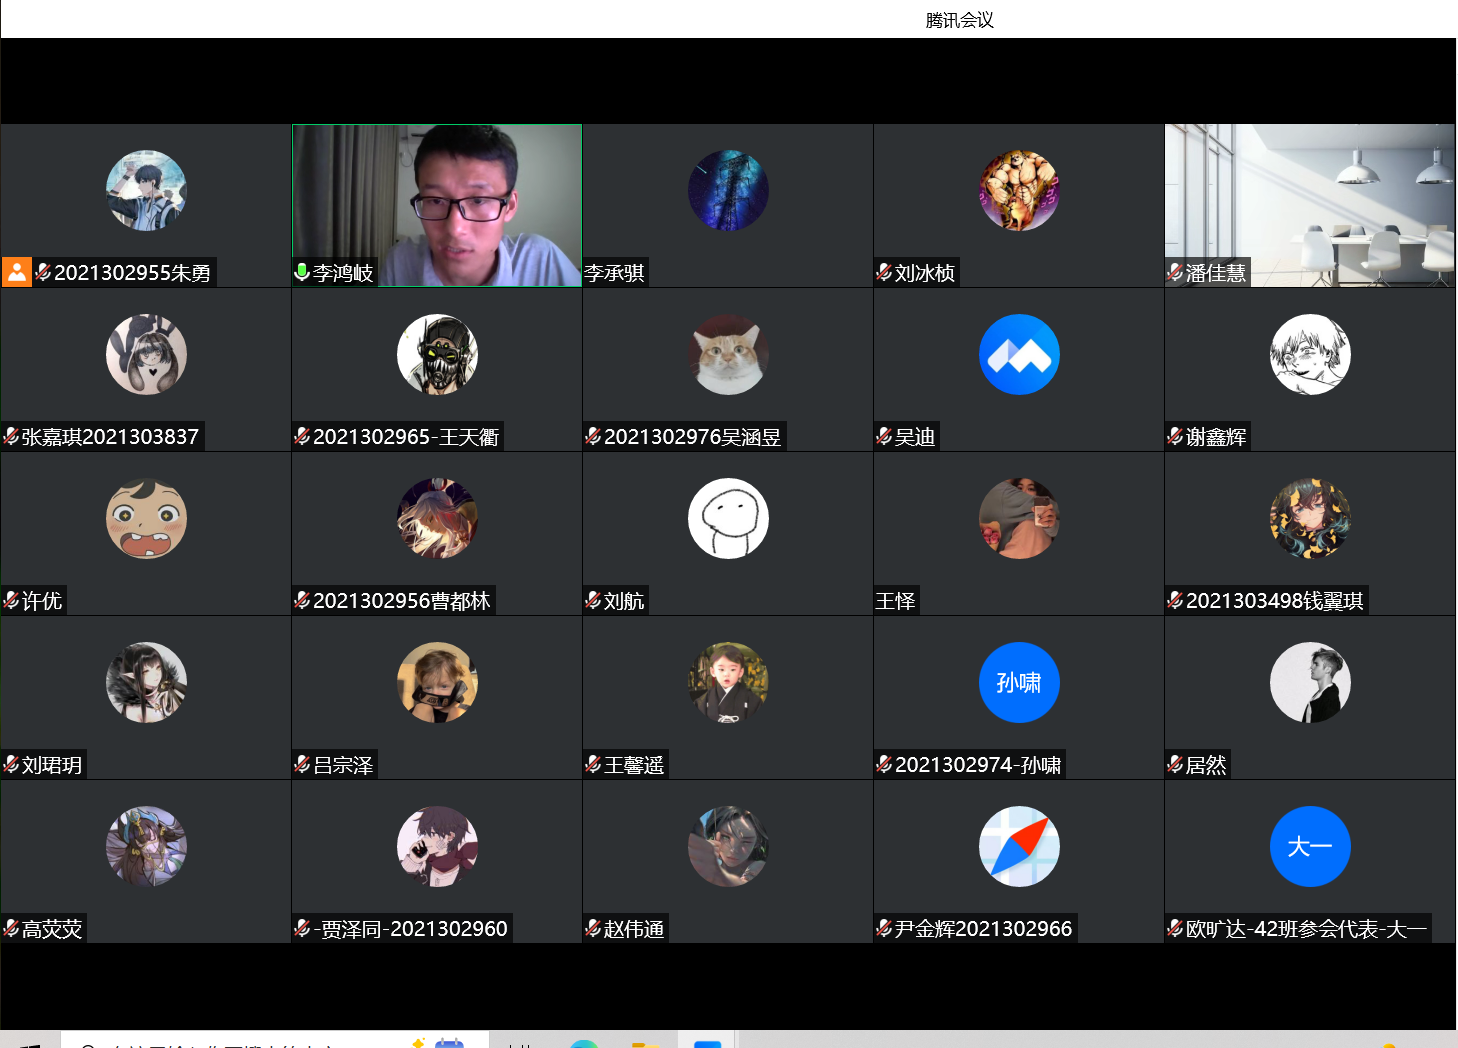 腾讯会议
2021302955朱勇
李鸿岐
李承骐
刘冰桢
潘佳慧
张嘉琪2021303837
2021302965-王天衢
2021302976吴涵昱
吴迪
谢鑫辉
许优
2021302956曹都林
刘航
王怿
2021303498钱翼琪
刘珺玥
吕宗泽
王馨遥
孙啸
2021302974-孙啸
居然
高荧荧
-贾泽同-2021302960
赵伟通
尹金辉2021302966
大一
欧旷达-42班参会代表-大一